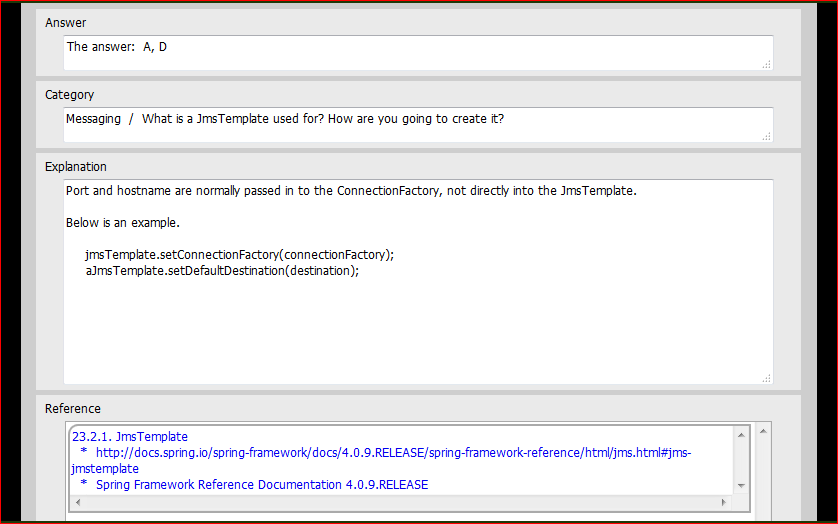 Answer
The answer:  A, D
Category
Messaging  /  What is a JmsTemplate used for? How are you going to create it?
Explanation
Port and hostname are normally passed in to the ConnectionFactory, not directly into the JmsTemplate.
Below is an example.
jmsTemplate.setConnectionFactory(connectionFactory);
aJmsTemplate.setDefaultDestination(destination);
Reference
23.2.1. JmsTemplate
*  http://docs.spring.io/spring-framework/docs/4.0.9.RELEASE/spring-framework-reference/html/jms.html#jms-
jmstemplate
*  Spring Framework Reference Documentation 4.0.9.RELEASE